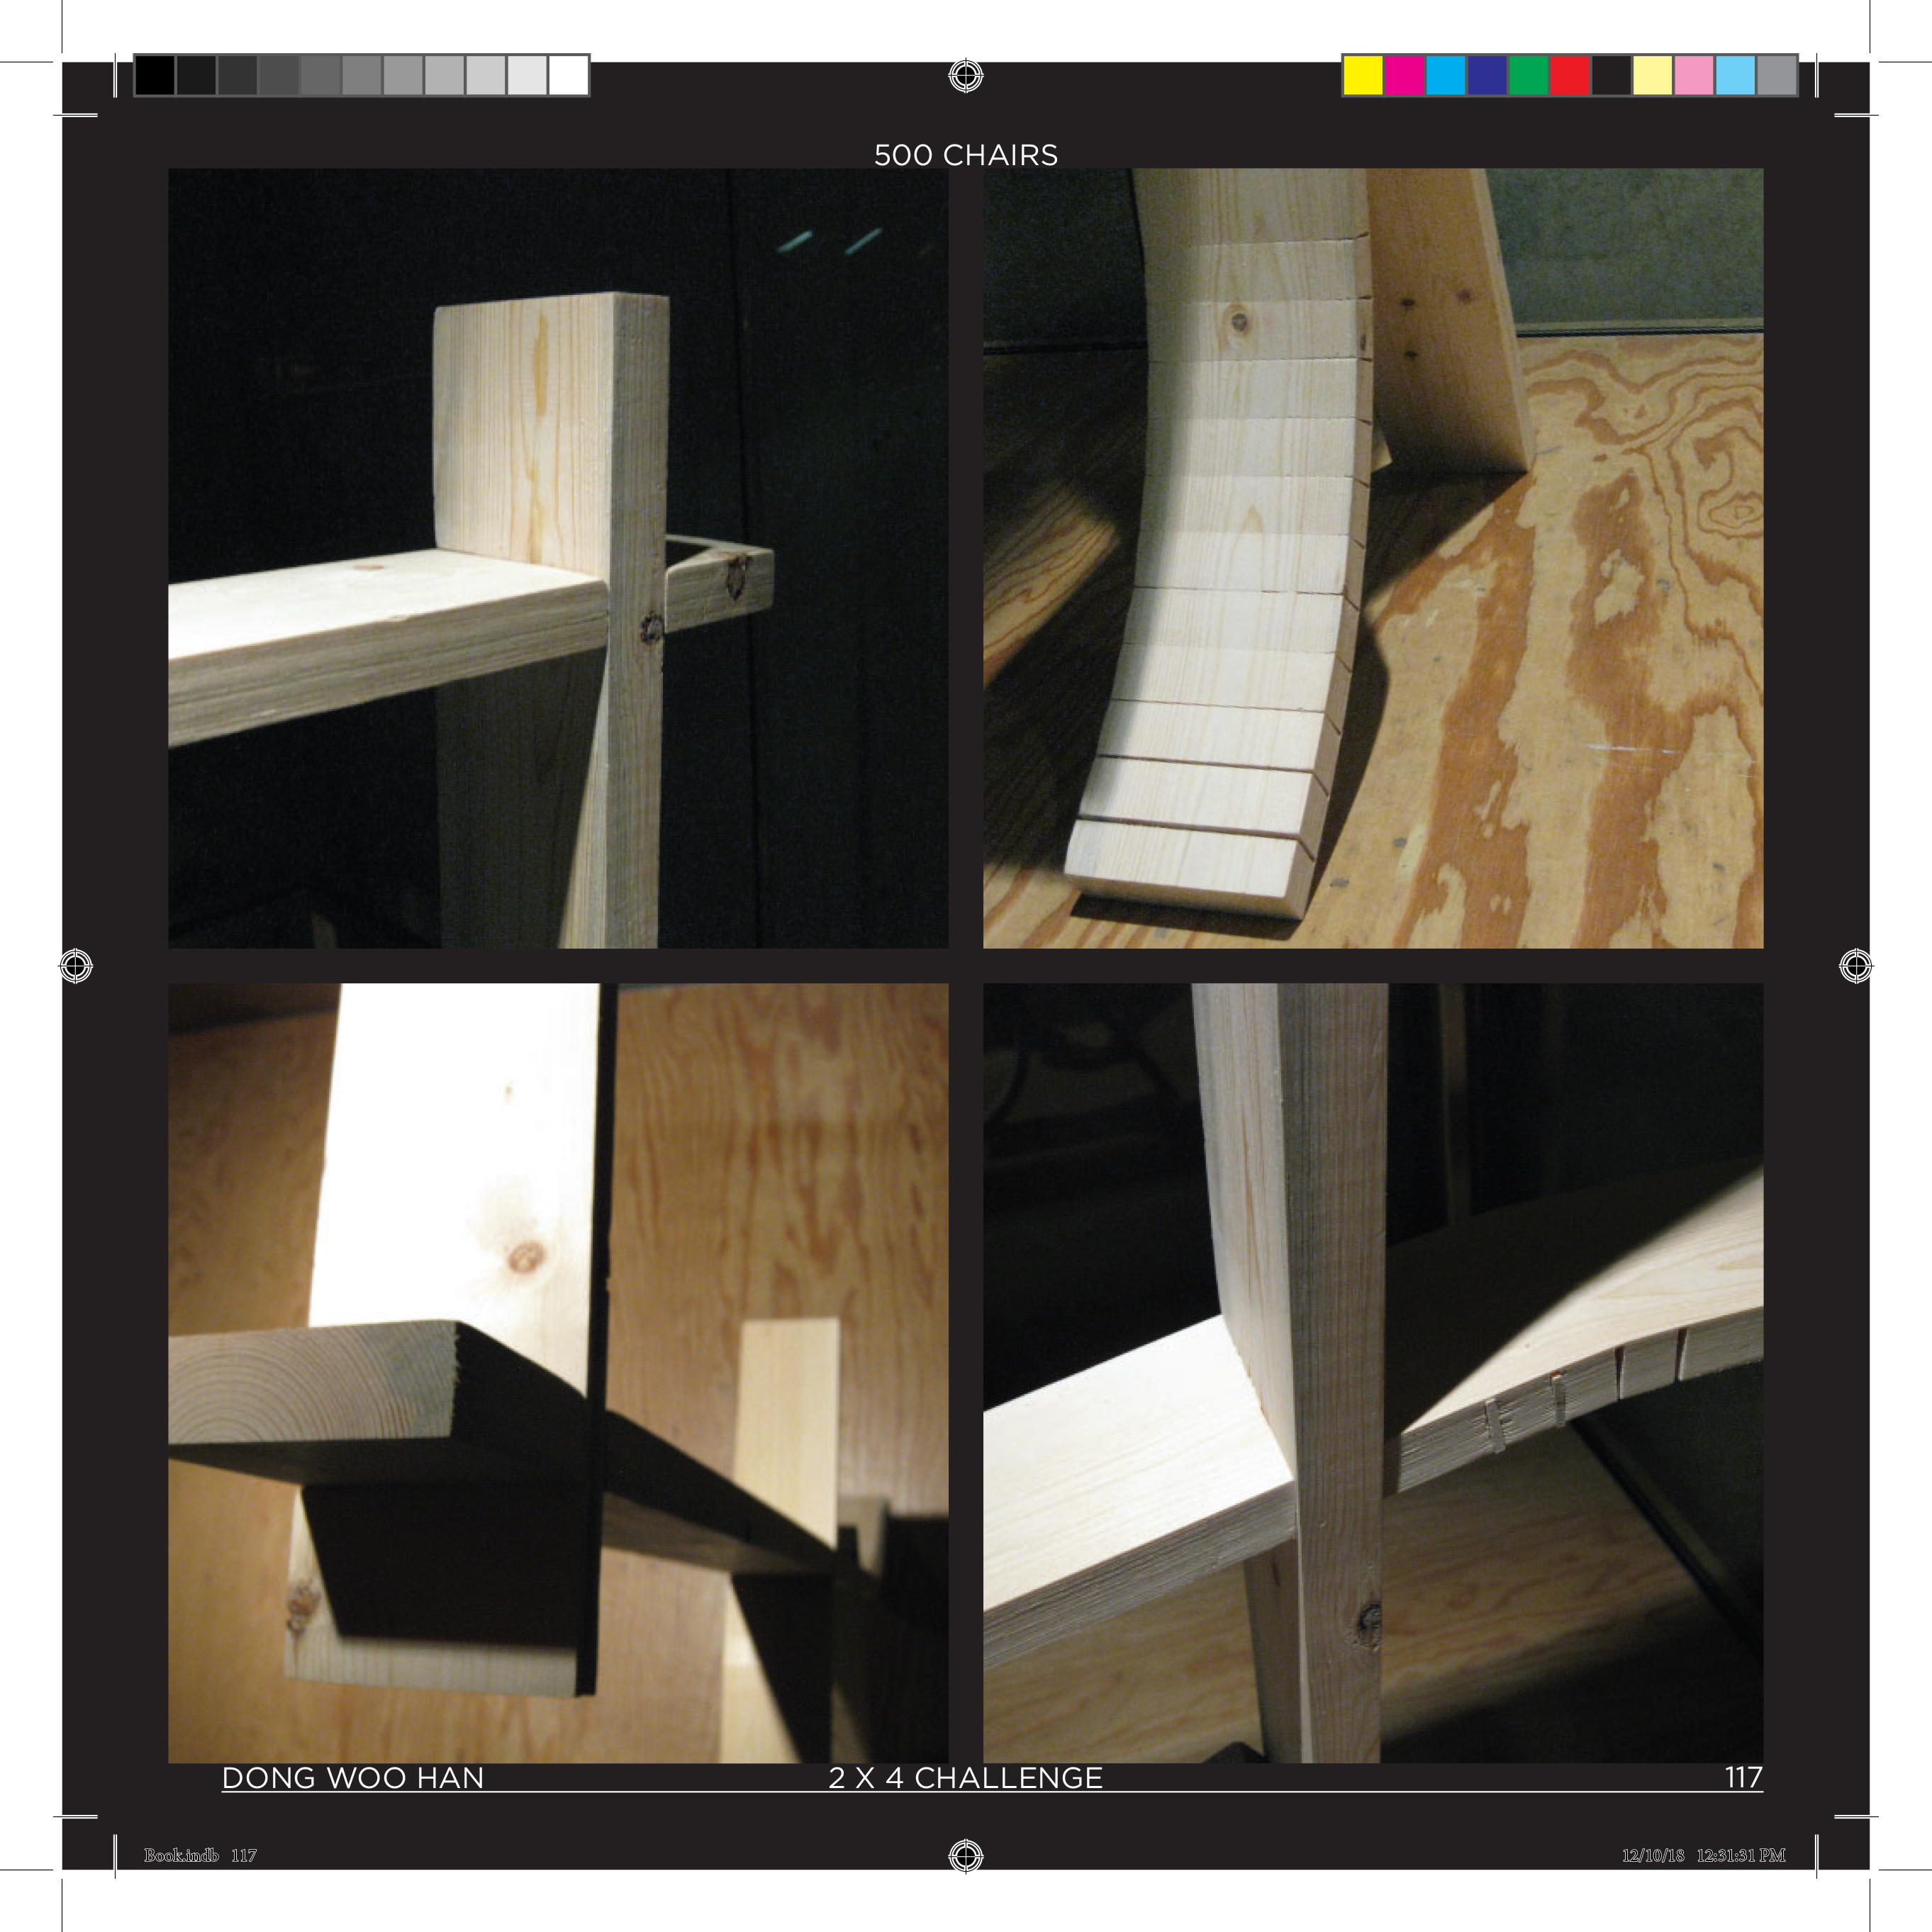 500 CHAIRS
DONG WOO HAN 2 X 4 CHALLENGE 117
Book.indb 117 12/10/18 12:31:31 PM